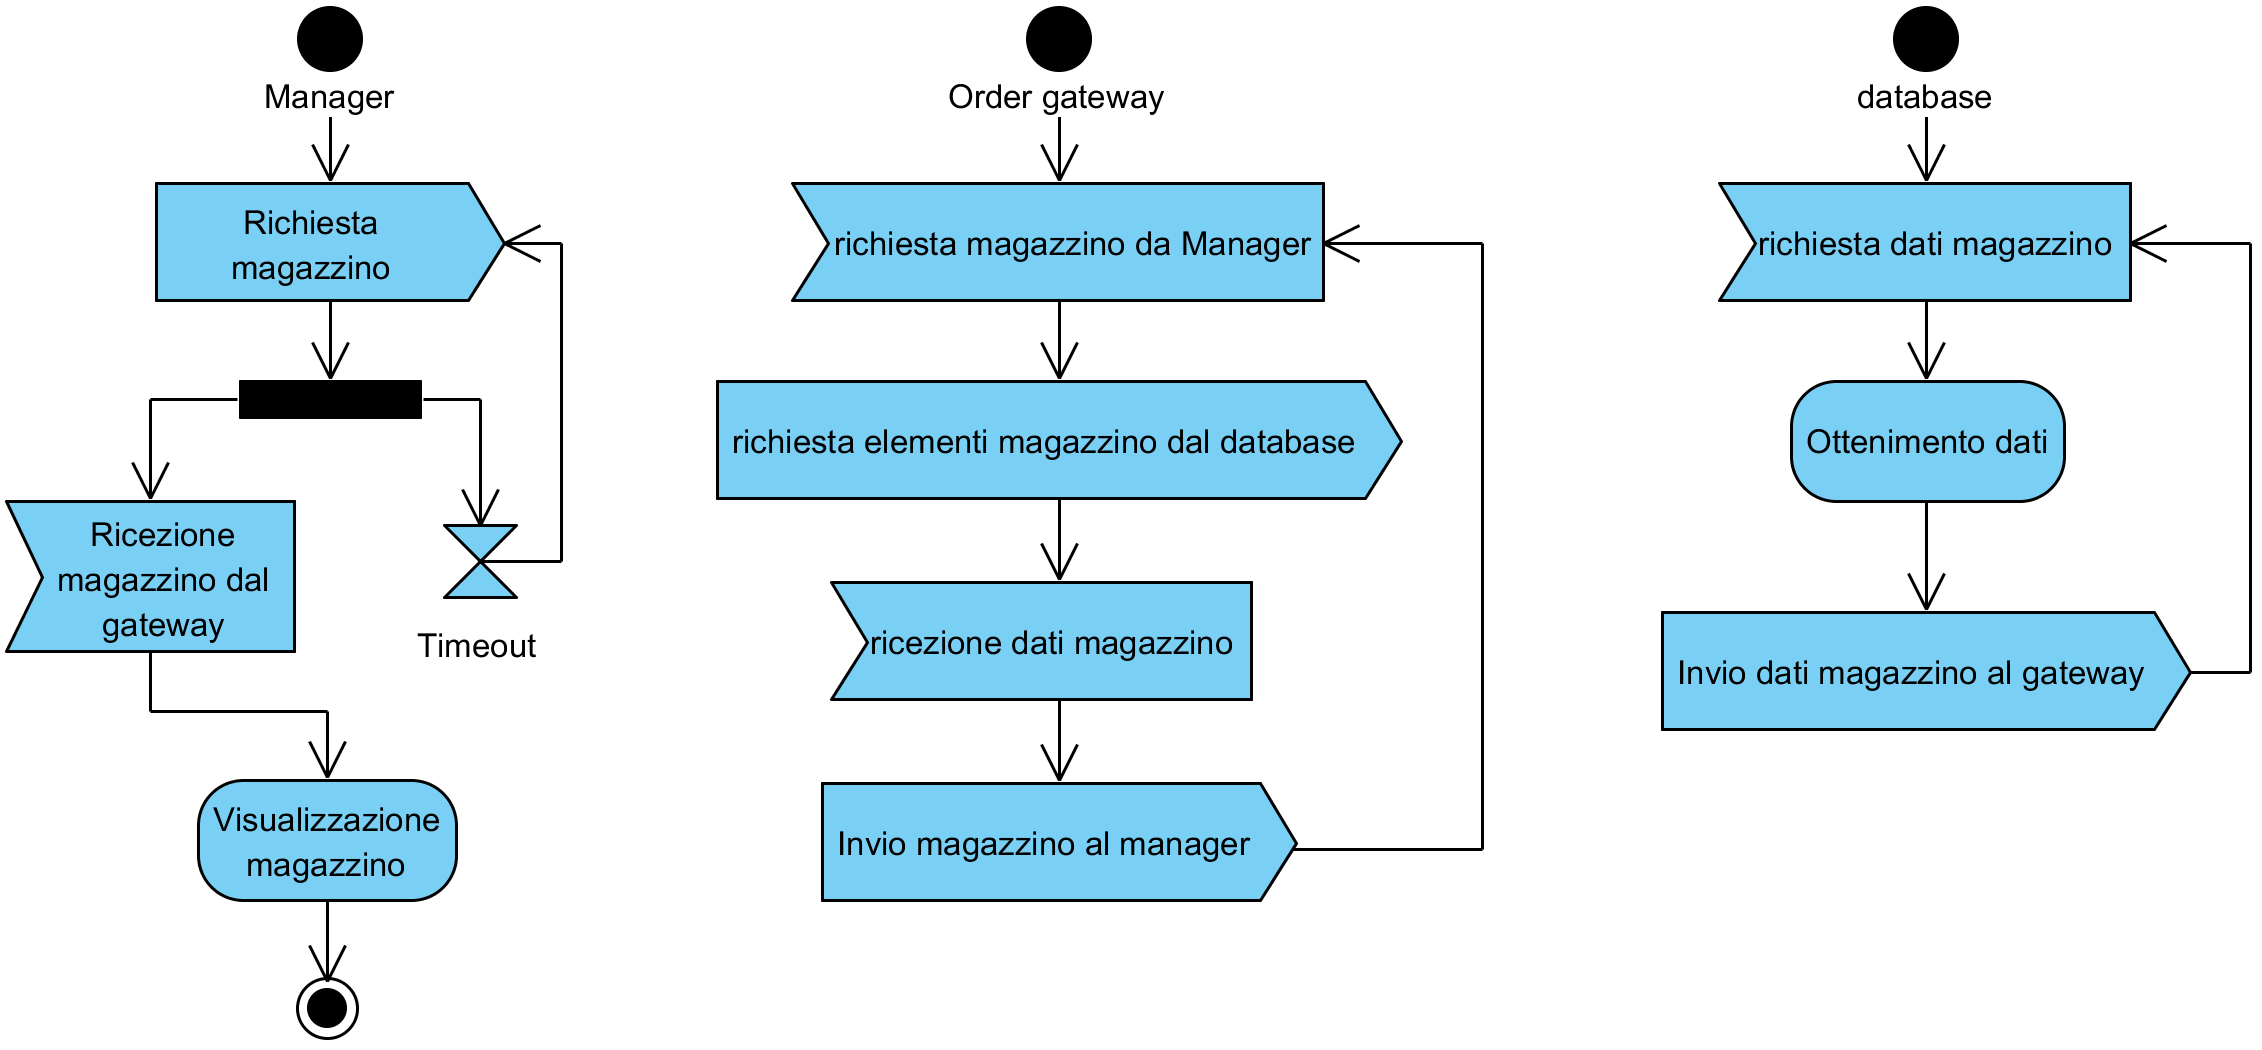 Manager
Richiesta
magazzino
Ricezione
magazzino dal
gateway
Timeout
Visualizzazione
magazzino
Order gateway
richiesta magazzino da Manager
richiesta elementi magazzino dal database
ricezione dati magazzino
Invio magazzino al manager
database
richiesta dati magazzino
Ottenimento dati
Invio dati magazzino al gateway